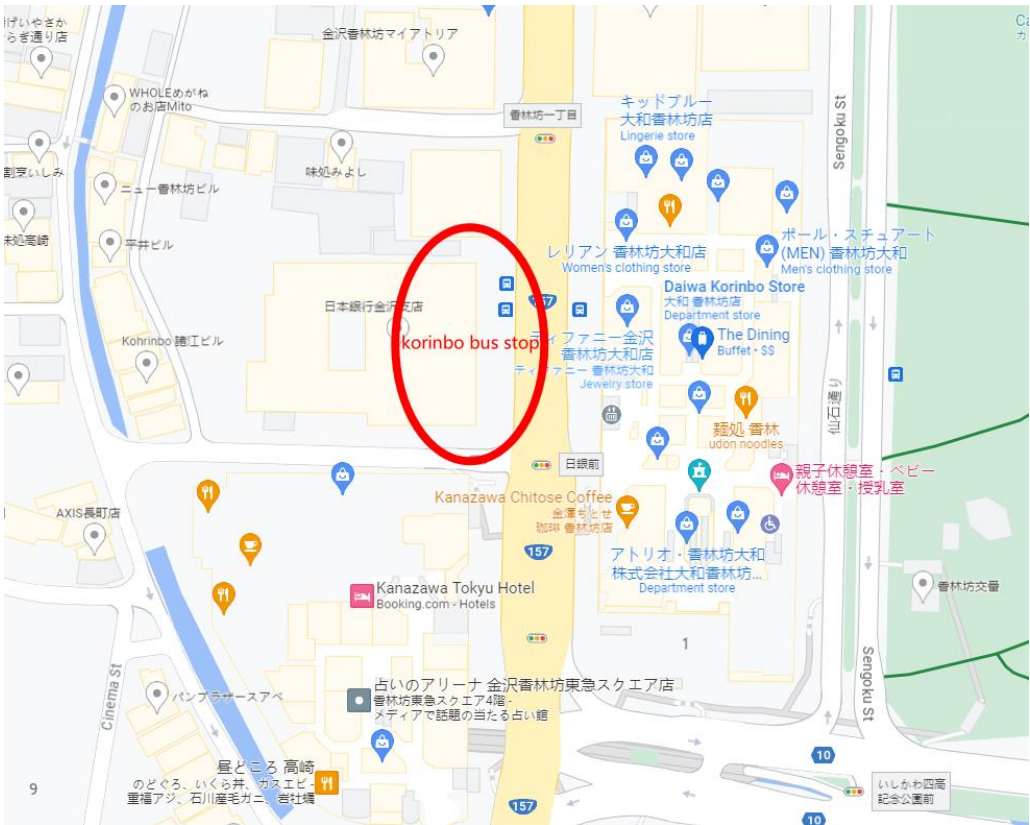 らぎ通り店
金沢香林坊マイアトリア
Ca
WHOLEめがね
のお店Mito
香林坊一丁目
キッドブルー
大和香林坊店
Lingerie store
Sengoku St
割烹いしみ
味処みよし
ニュー香林坊ビル
味処高崎
平井ビル
レリアン 香林坊大和店
Women's clothing store
ポール・スチュアート
(MEN) 香林坊大和
Men's clothing store
日本銀行金沢支店
157
Daiwa Korinbo Store
大和 香林坊店
Department store
Kohrinbo 諸江ビル
korinbo bus stop
ティファニー金沢
香林坊大和店
ティファニー 香林坊大和
Jewelry store
The Dining
Buffet · $$
仙石通り
麺処 香林
udon noodles
日銀前
親子休憩室・ベビー
休憩室・授乳室
AXIS長町店
Kanazawa Chitose Coffee
金澤ちとせ
珈琲 香林坊店
157
アトリオ・香林坊大和
株式会社大和香林坊...
Department store
Kanazawa Tokyu Hotel
Booking.com - Hotels
香林坊交番
1
Cinema St
パンブラザースアベ
占いのアリーナ 金沢香林坊東急スクエア店
香林坊東急スクエア4階 -
メディアで話題の当たる占い館
Sengoku St
10
昼どころ 高崎
のどぐろ、いくら丼、ガスエビ -
重福アジ、石川産毛ガニ、岩牡蠣
9
157
いしかわ四高
記念公園前
10